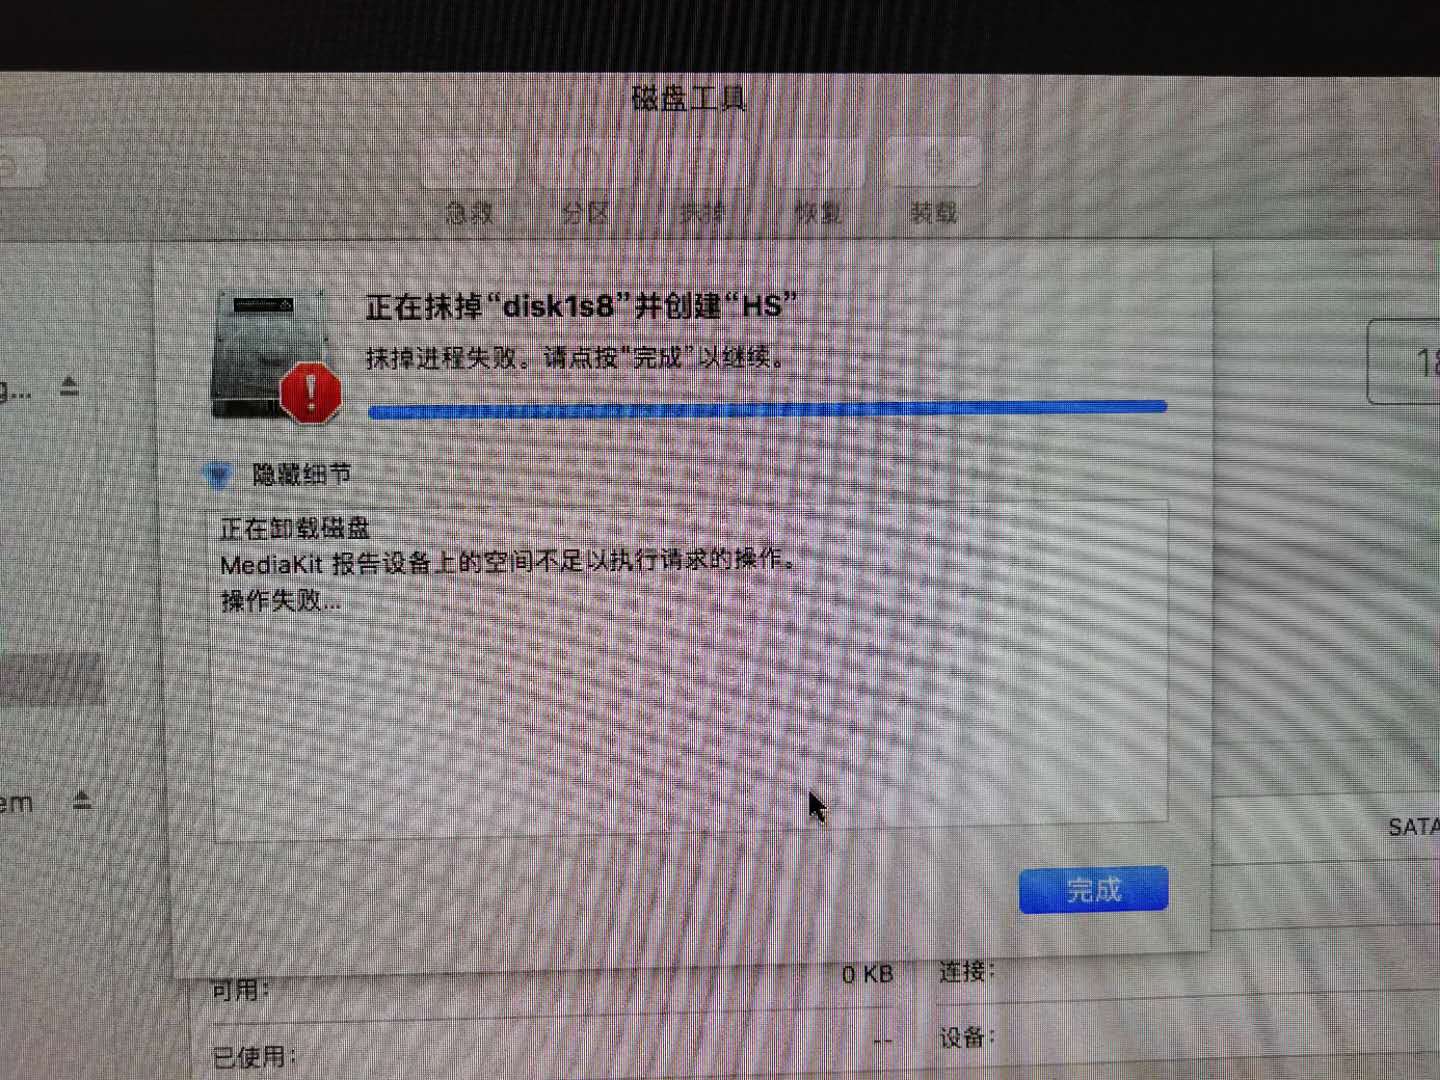 磁盘工具
急救
分区
抹掉
恢复
装载
正在抹掉“disk1s8”并创建“HS”
抹掉进程失败。请点按“完成”以继续。
18
g...
隐藏细节
正在卸载磁盘
MediaKit 报告设备上的空间不足以执行请求的操作。
操作失败...
em
SATA
完成
可用：
0 KB
连接：
已使用：
--
设备：